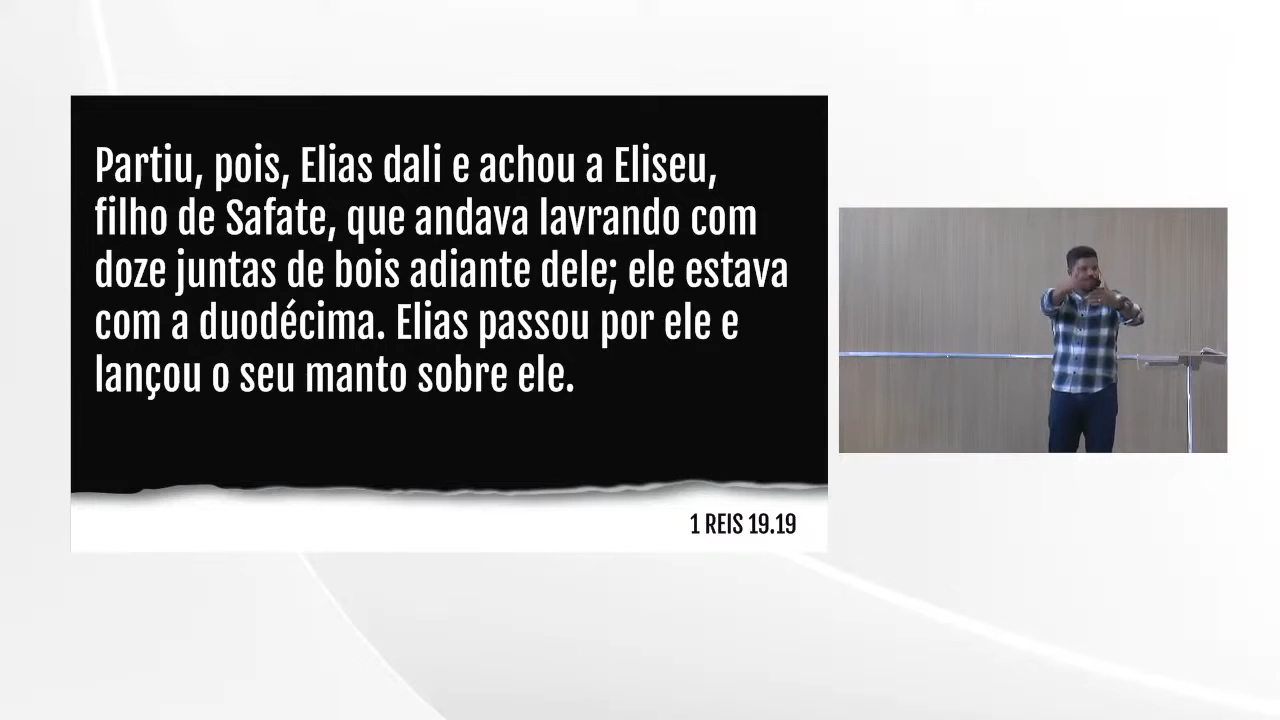 Partiu, pois, Elias dali e achou a Eliseu,
filho de Safate, que andava lavrando com
doze juntas de bois adiante dele; ele estava
com a duodécima. Elias passou por ele e
lançou o seu manto sobre ele.
1 REIS 19.19